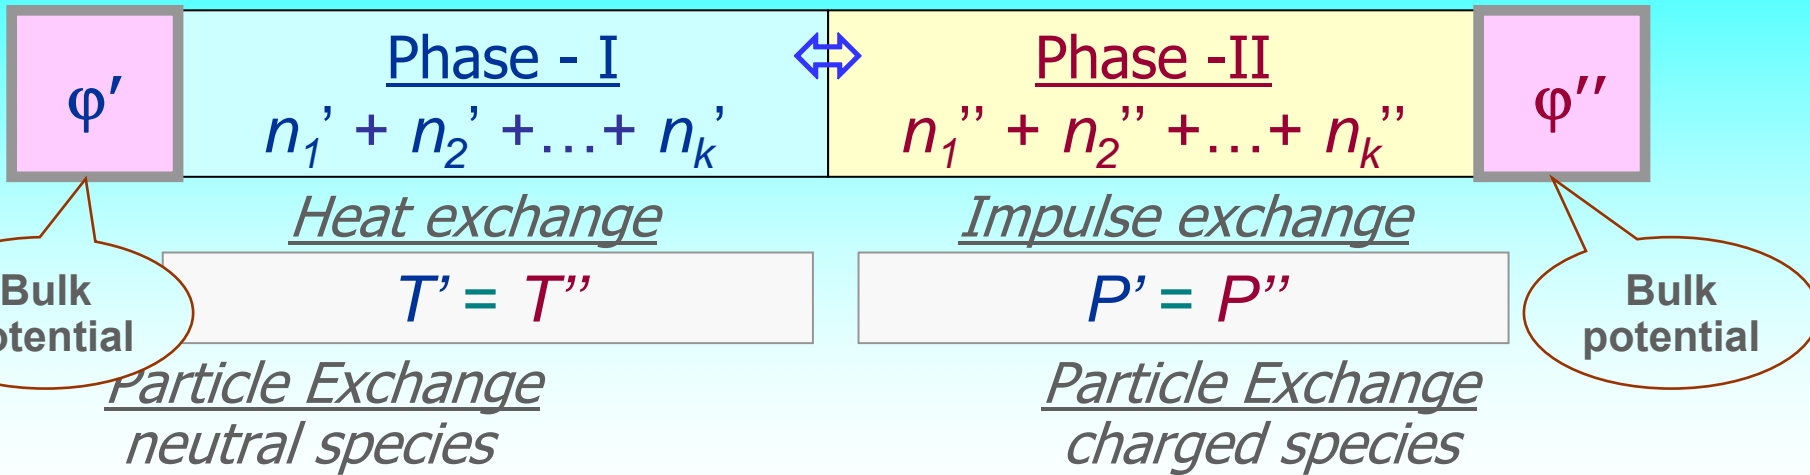 φ′
Phase - I
n1’ + n2’ +…+ nk’
⇔
Phase -II
n1’’ + n2’’ +…+ nk’’
φ′′
Heat exchange
Impulse exchange
T’ = T’’
P’ = P’’
Bulk
otential
Bulk
potential
Particle Exchange
neutral species
Particle Exchange
charged species